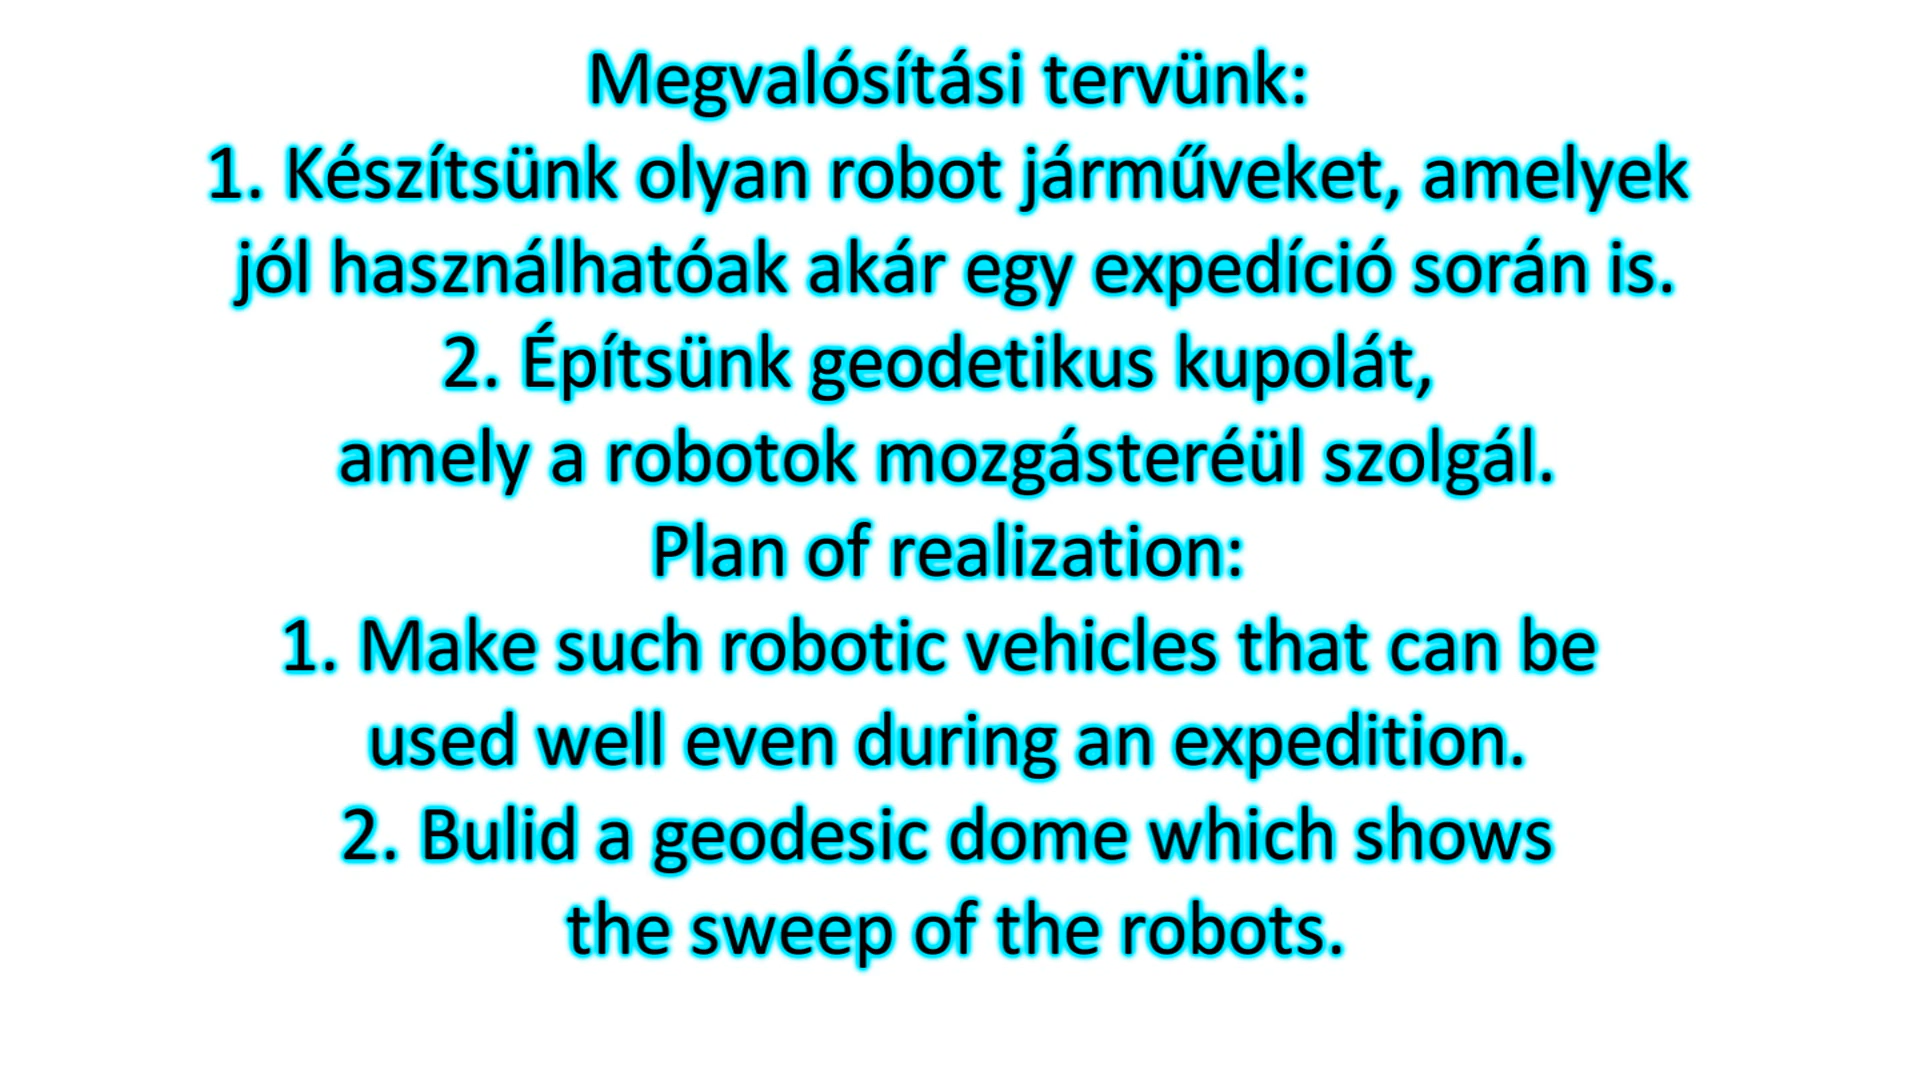 Megvalósítási tervünk:
1. Készítsünk olyan robot járműveket, amelyek
jól használhatóak akár egy expedíció során is.
2. Építsünk geodetikus kupolát,
amely a robotok mozgásteréül szolgál.
Plan of realization:
1. Make such robotic vehicles that can be
used well even during an expedition.
2. Bulid a geodesic dome which shows
the sweep of the robots.